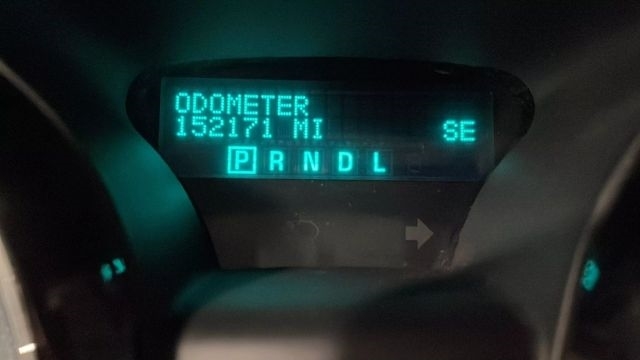 ODOMETER
152171 MI SE
P R N D L